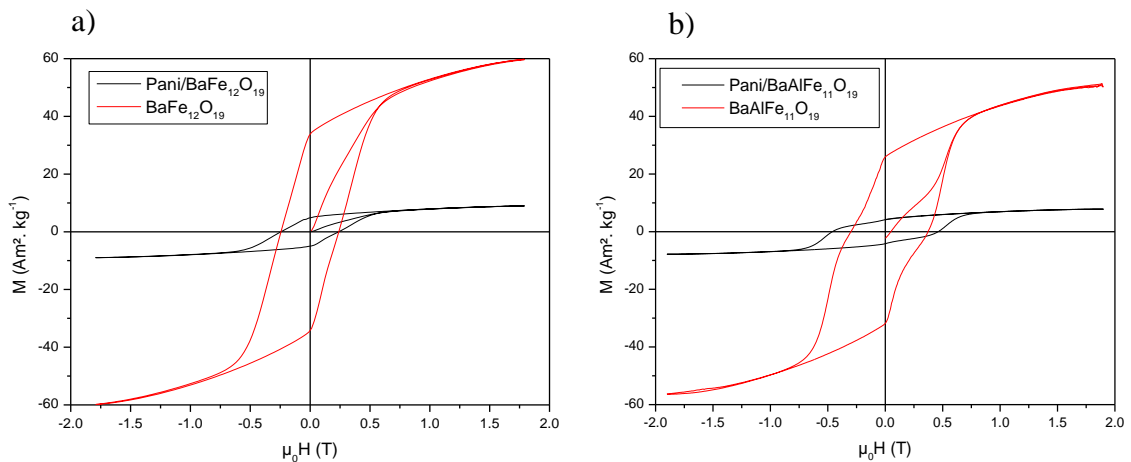 a)
b)
Pani/BaFe₁₂O₁₉
BaFe₁₂O₁₉
Pani/BaAlFe₁₁O₁₉
BaAlFe₁₁O₁₉
M (Am². kg⁻¹)
60
40
20
0
-20
-40
-60
-2.0 -1.5 -1.0 -0.5 0.0 0.5 1.0 1.5 2.0
µ₀H (T)
M (Am². kg⁻¹)
60
40
20
0
-20
-40
-60
-2.0 -1.5 -1.0 -0.5 0.0 0.5 1.0 1.5 2.0
µ₀H (T)